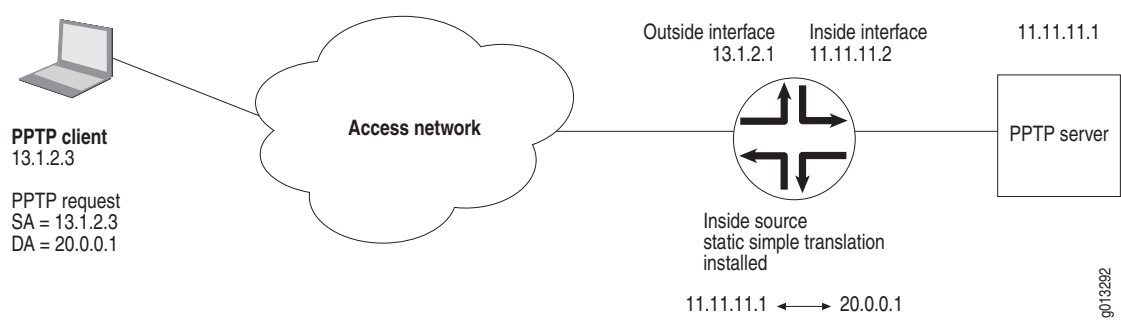 Outside interface
13.1.2.1
Inside interface
11.11.11.2
11.11.11.1
Access network
PPTP server
PPTP client
13.1.2.3
PPTP request
SA = 13.1.2.3
DA = 20.0.0.1
Inside source
static simple translation
installed
11.11.11.1 ↔ 20.0.0.1
g013292